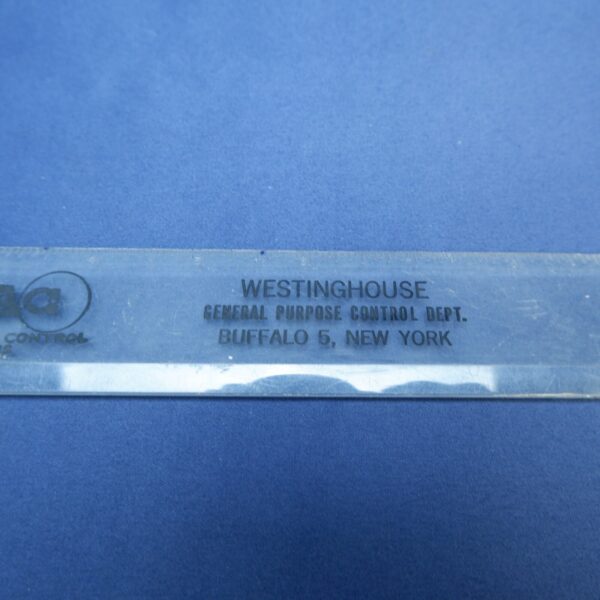 CONTROL
WESTINGHOUSE
GENERAL PURPOSE CONTROL DEPT.
BUFFALO 5, NEW YORK